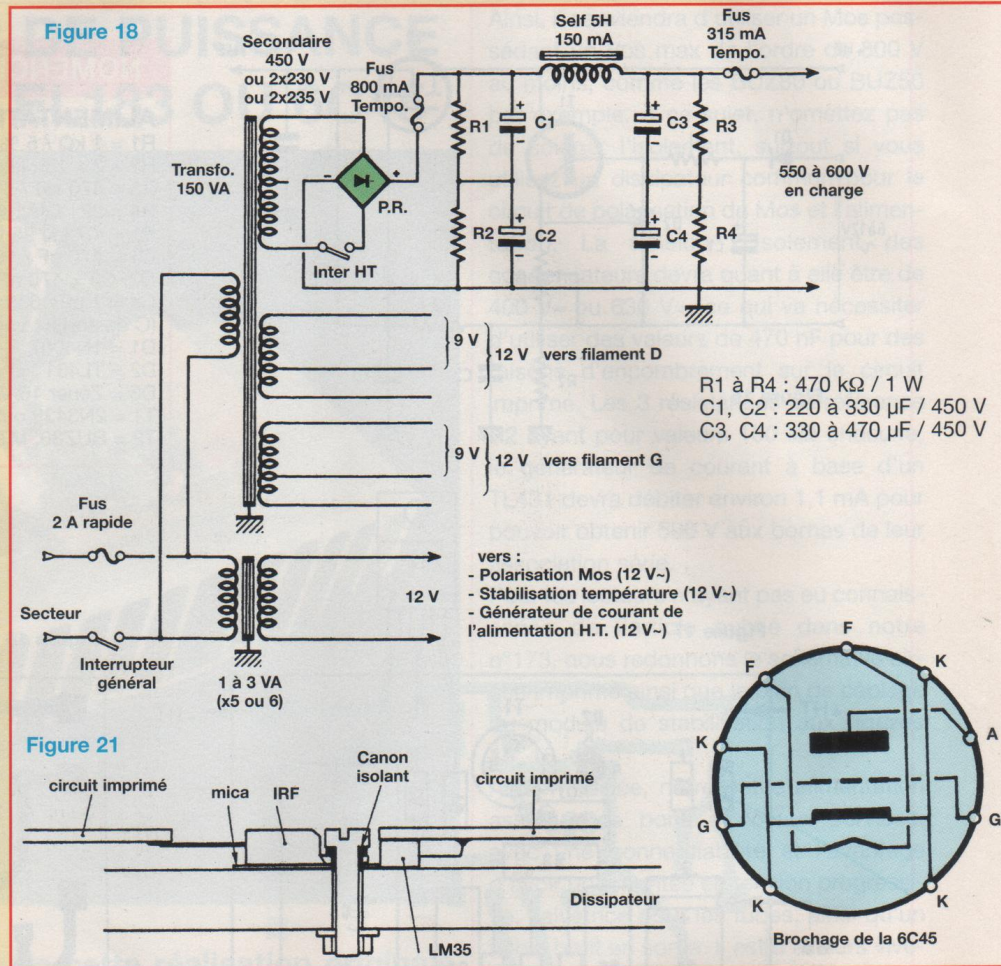 Figure 18
Secondaire
450 V
ou 2x230 V
ou 2x235 V
Fus
800 mA
Tempo.
Self 5H
150 mA
Fus
315 mA
Tempo.
Transfo.
150 VA
-
+
P.R.
Inter HT
R1
+
C1
-
R2
+
C2
-
+
C3
-
R3
+
C4
-
R4
550 à 600 V
en charge
9 V
12 V vers filament D
9 V
12 V vers filament G
R1 à R4 : 470 kΩ / 1 W
C1, C2 : 220 à 330 µF / 450 V
C3, C4 : 330 à 470 µF / 450 V
Fus
2 A rapide
Secteur
Interrupteur
général
1 à 3 VA
(x5 ou 6)
12 V
vers :
- Polarisation Mos (12 V~)
- Stabilisation température (12 V~)
- Générateur de courant de
l'alimentation H.T. (12 V~)
Figure 21
circuit imprimé
mica
IRF
Canon
isolant
circuit imprimé
Dissipateur
LM35
F
F
K
K
A
G
G
K
K
Brochage de la 6C45